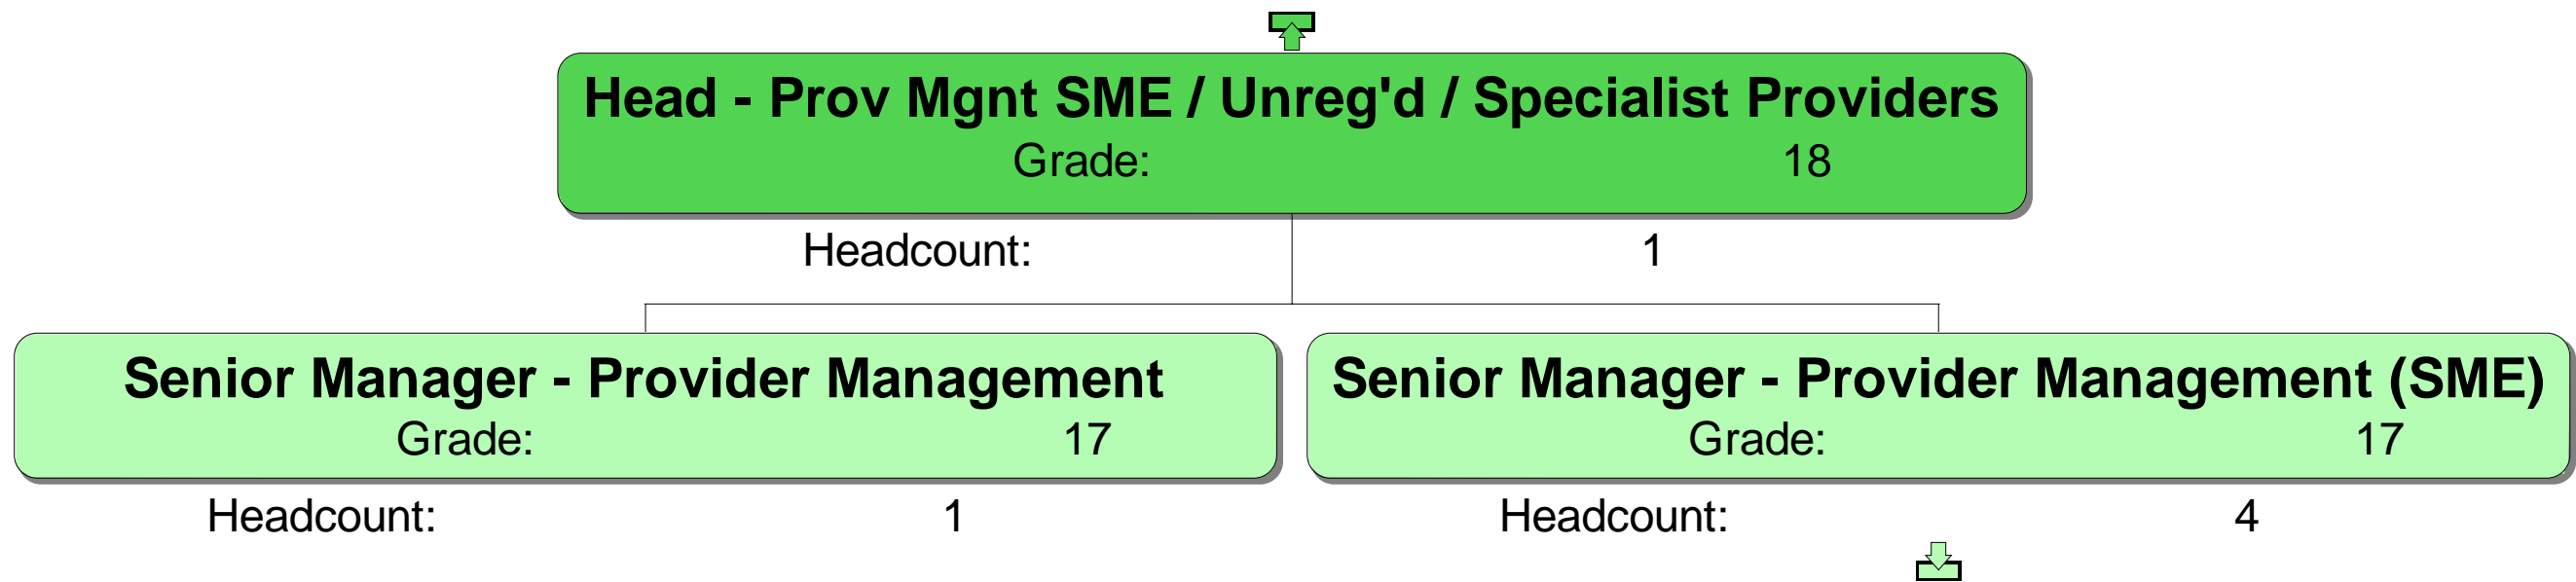 Head - Prov Mgnt SME / Unreg'd / Specialist Providers
Grade: 18
Headcount: 1
Senior Manager - Provider Management
Grade: 17
Headcount: 1
Senior Manager - Provider Management (SME)
Grade: 17
Headcount: 4